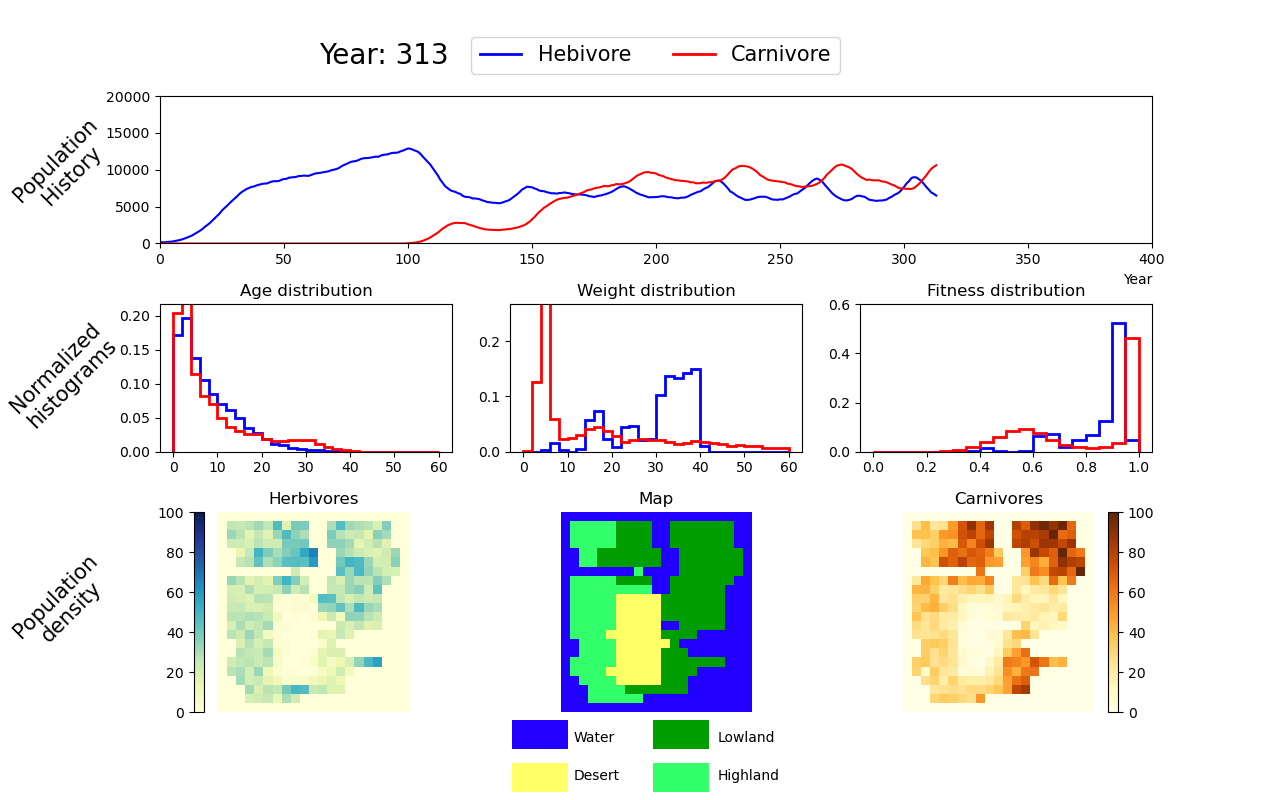 Year: 313
Hebivore
Carnivore
Population
History
20000
15000
10000
5000
0
0 50 100 150 200 250 300 350 400
Year
Normalized
histograms
Age distribution
0.20
0.15
0.10
0.05
0.00
0 10 20 30 40 50 60
Weight distribution
0.2
0.1
0.0
0 10 20 30 40 50 60
Fitness distribution
0.6
0.4
0.2
0.0
0.0 0.2 0.4 0.6 0.8 1.0
Population
density
Herbivores
100
80
60
40
20
0
Map
Carnivores
100
80
60
40
20
0
Water
Lowland
Desert
Highland